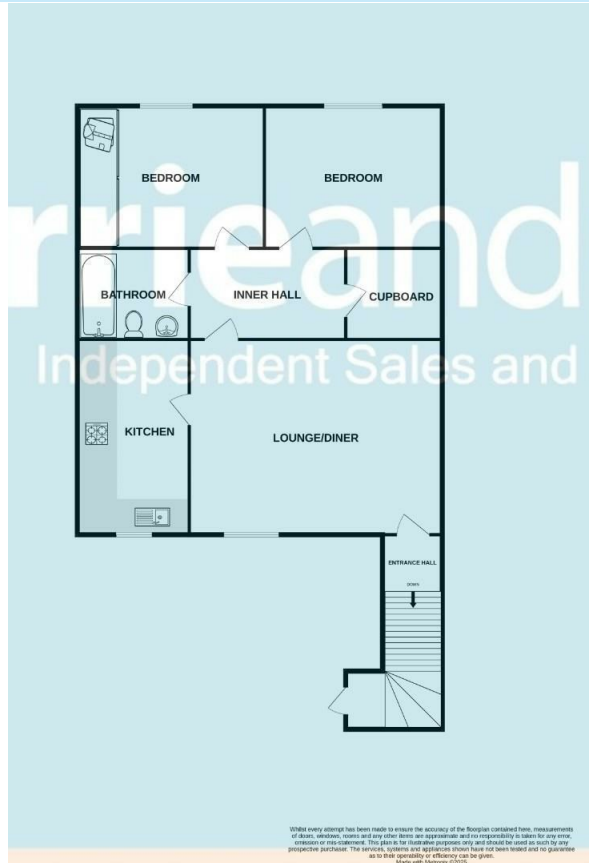 BEDROOM
BEDROOM
rrieand
BATHROOM
INNER HALL
CUPBOARD
Independent Sales and
KITCHEN
LOUNGE/DINER
ENTRANCE HALL
DOWN
Whilst every attempt has been made to ensure the accuracy of the floorplan contained here, measurements
of doors, windows, rooms and any other items are approximate and no responsibility is taken for any error,
omission or mis-statement. This plan is for illustrative purposes only and should be used as such by any
prospective purchaser. The services, systems and appliances shown have not been tested and no guarantee
as to their operability or efficiency can be given.
Made with Metropix ©2025